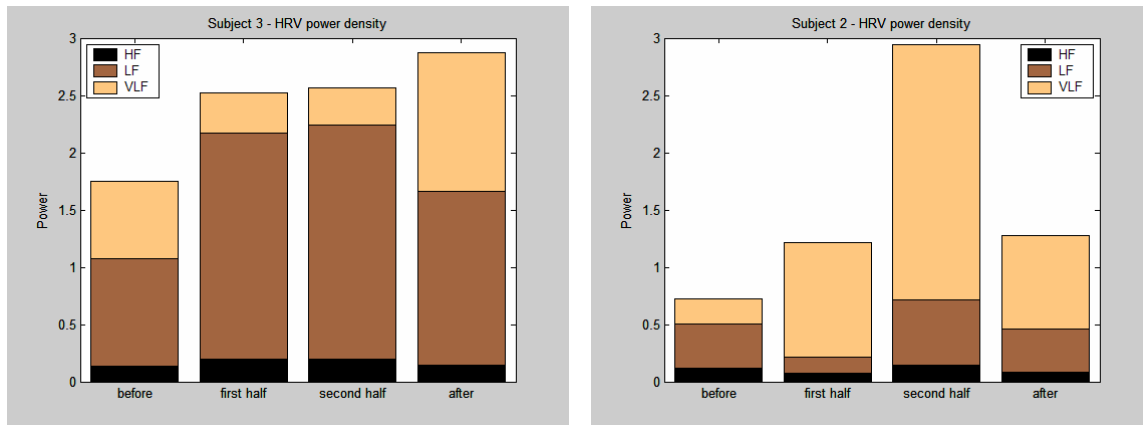 Subject 3 - HRV power density
3
2.5
2
1.5
1
0.5
0
Power
HF
LF
VLF
before first half second half after
Subject 2 - HRV power density
3
2.5
2
1.5
1
0.5
0
Power
HF
LF
VLF
before first half second half after